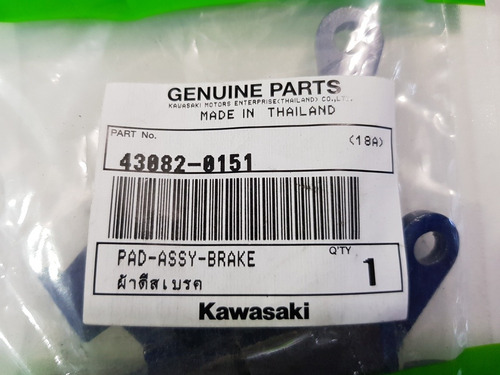 GENUINE PARTS
KAWASAKI MOTORS ENTERPRISE(THAILAND) CO.,LTD.
MADE IN THAILAND
PART No.
(18A)
43082-0151
PAD-ASSY-BRAKE
Q'TY
ผ้าดิสเบรค
1
Kawasaki